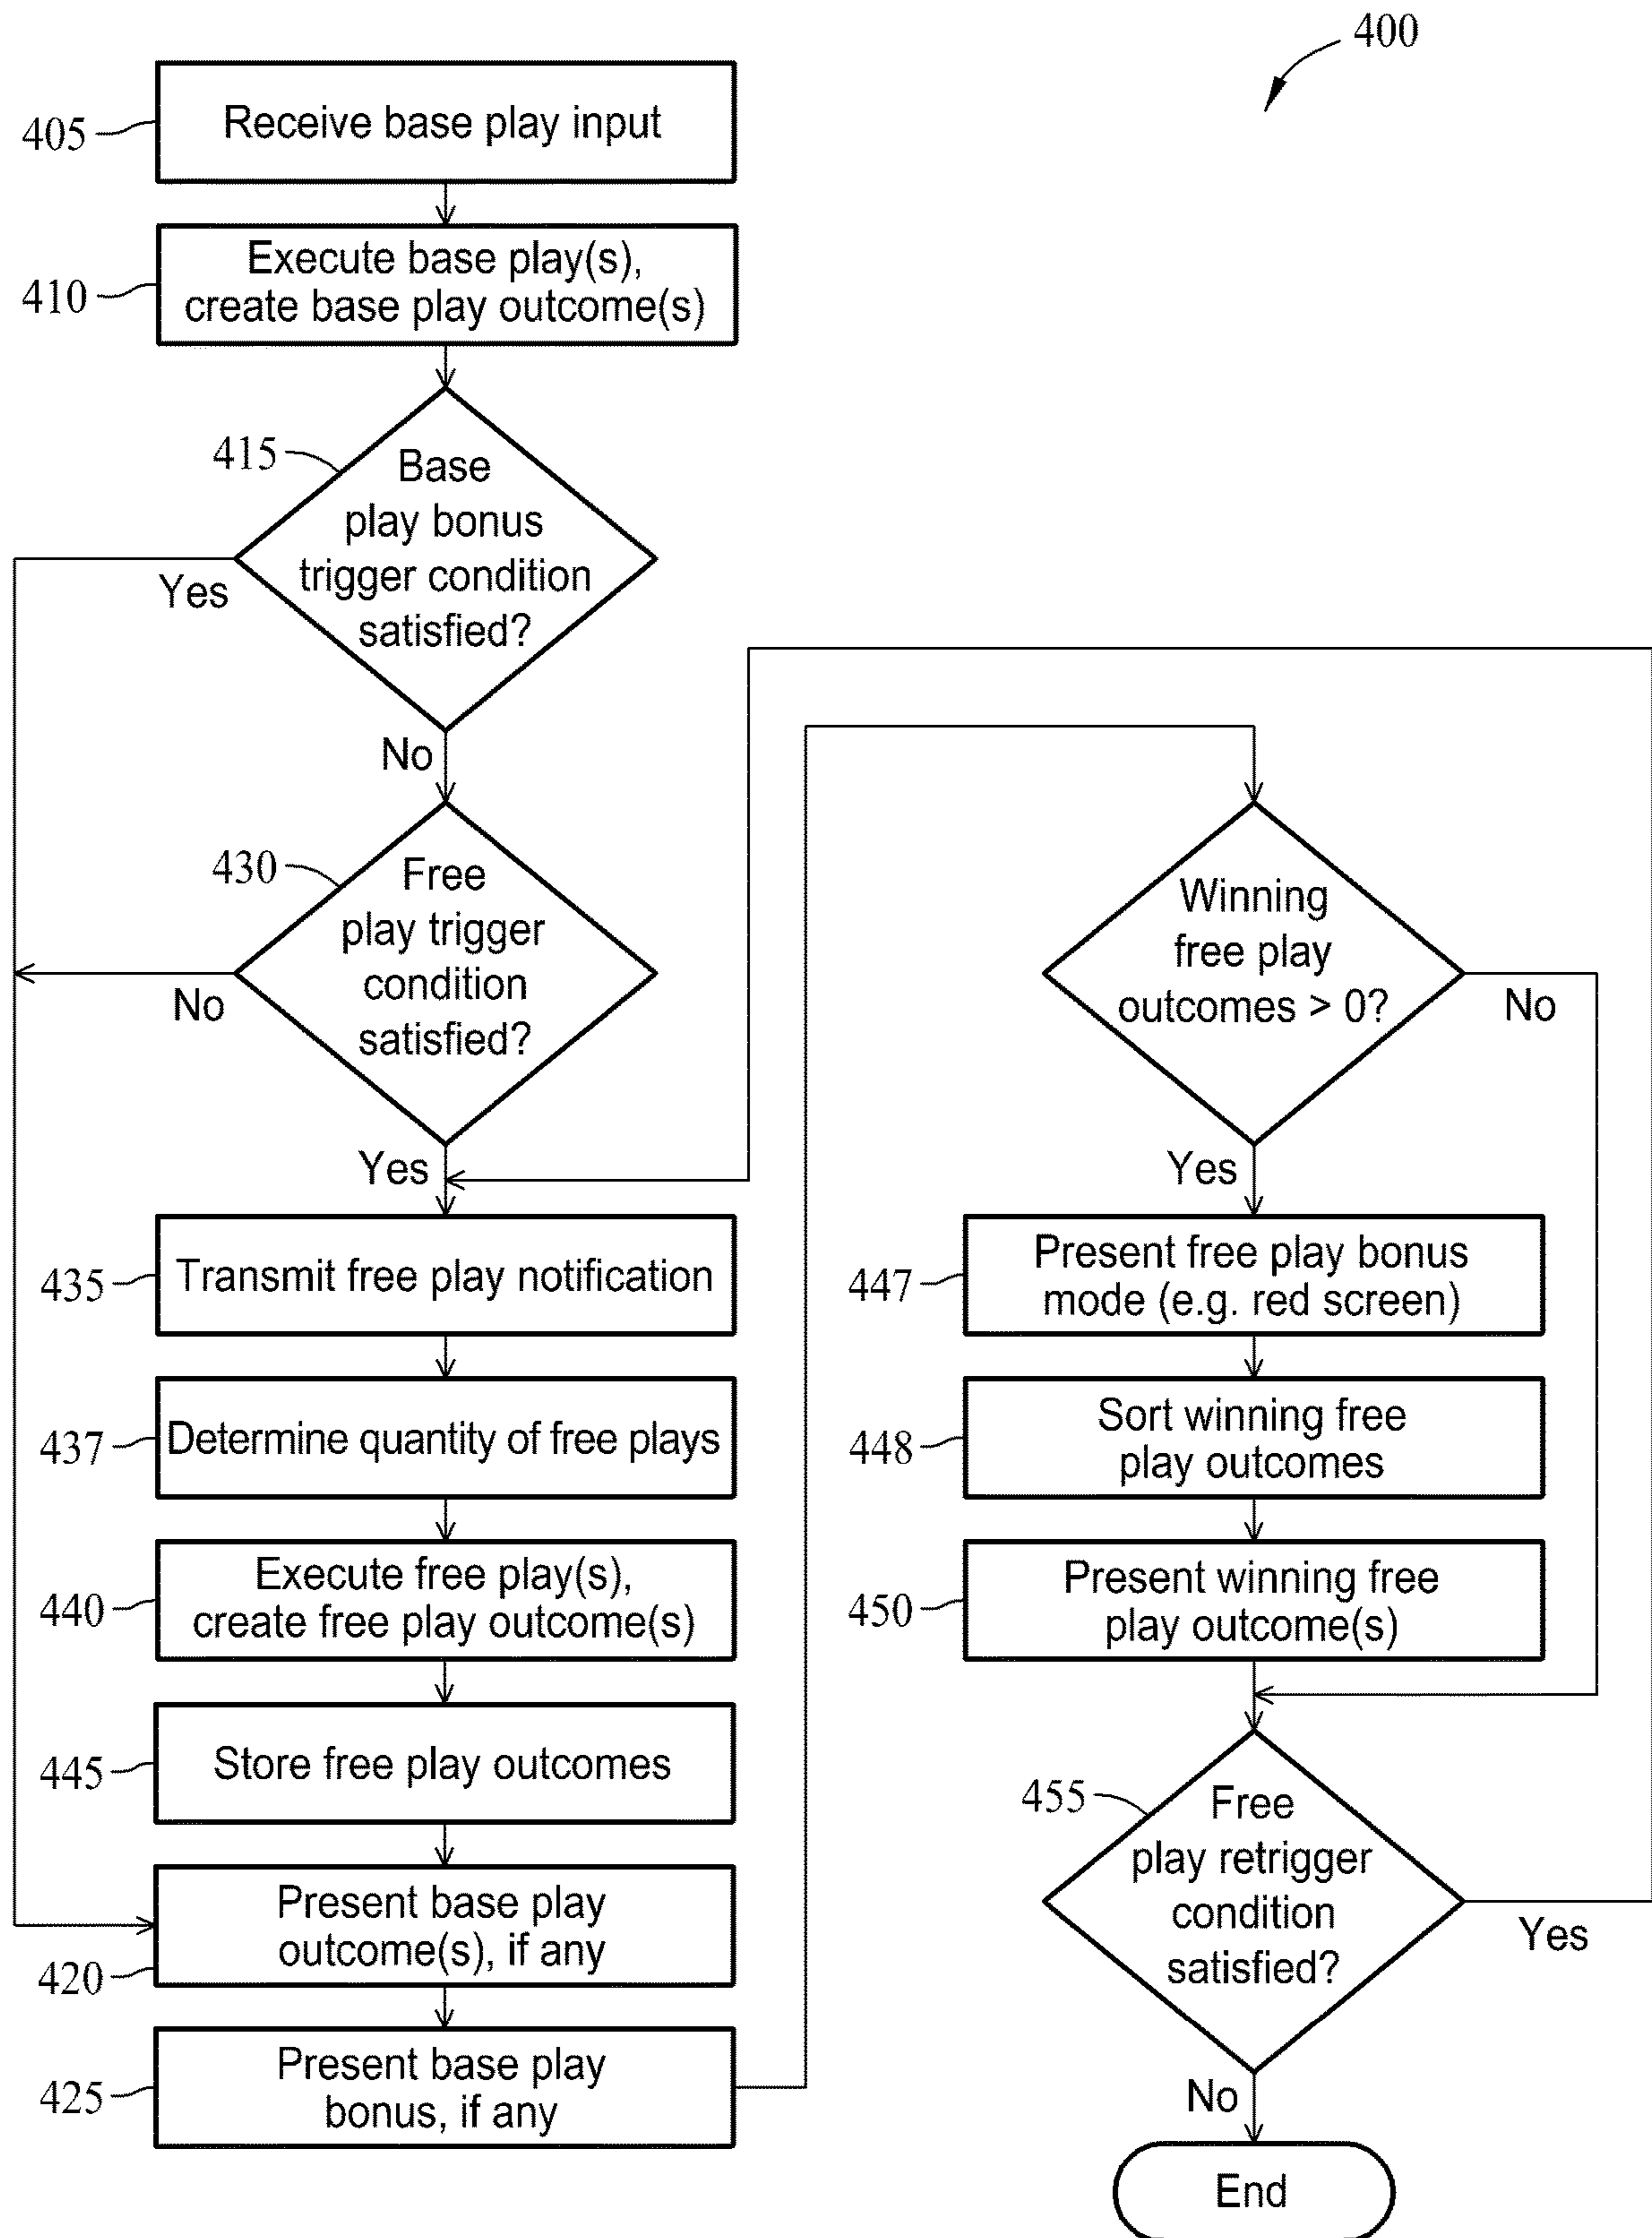 400
405
Receive base play input
410
Execute base play(s),
create base play outcome(s)
415
Base
play bonus
trigger condition
satisfied?
Yes
No
430
Free
play trigger
condition
satisfied?
No
Yes
435
Transmit free play notification
437
Determine quantity of free plays
440
Execute free play(s),
create free play outcome(s)
445
Store free play outcomes
420
Present base play
outcome(s), if any
425
Present base play
bonus, if any
Winning
free play
outcomes > 0?
No
Yes
447
Present free play bonus
mode (e.g. red screen)
448
Sort winning free
play outcomes
450
Present winning free
play outcome(s)
455
Free
play retrigger
condition
satisfied?
Yes
No
End